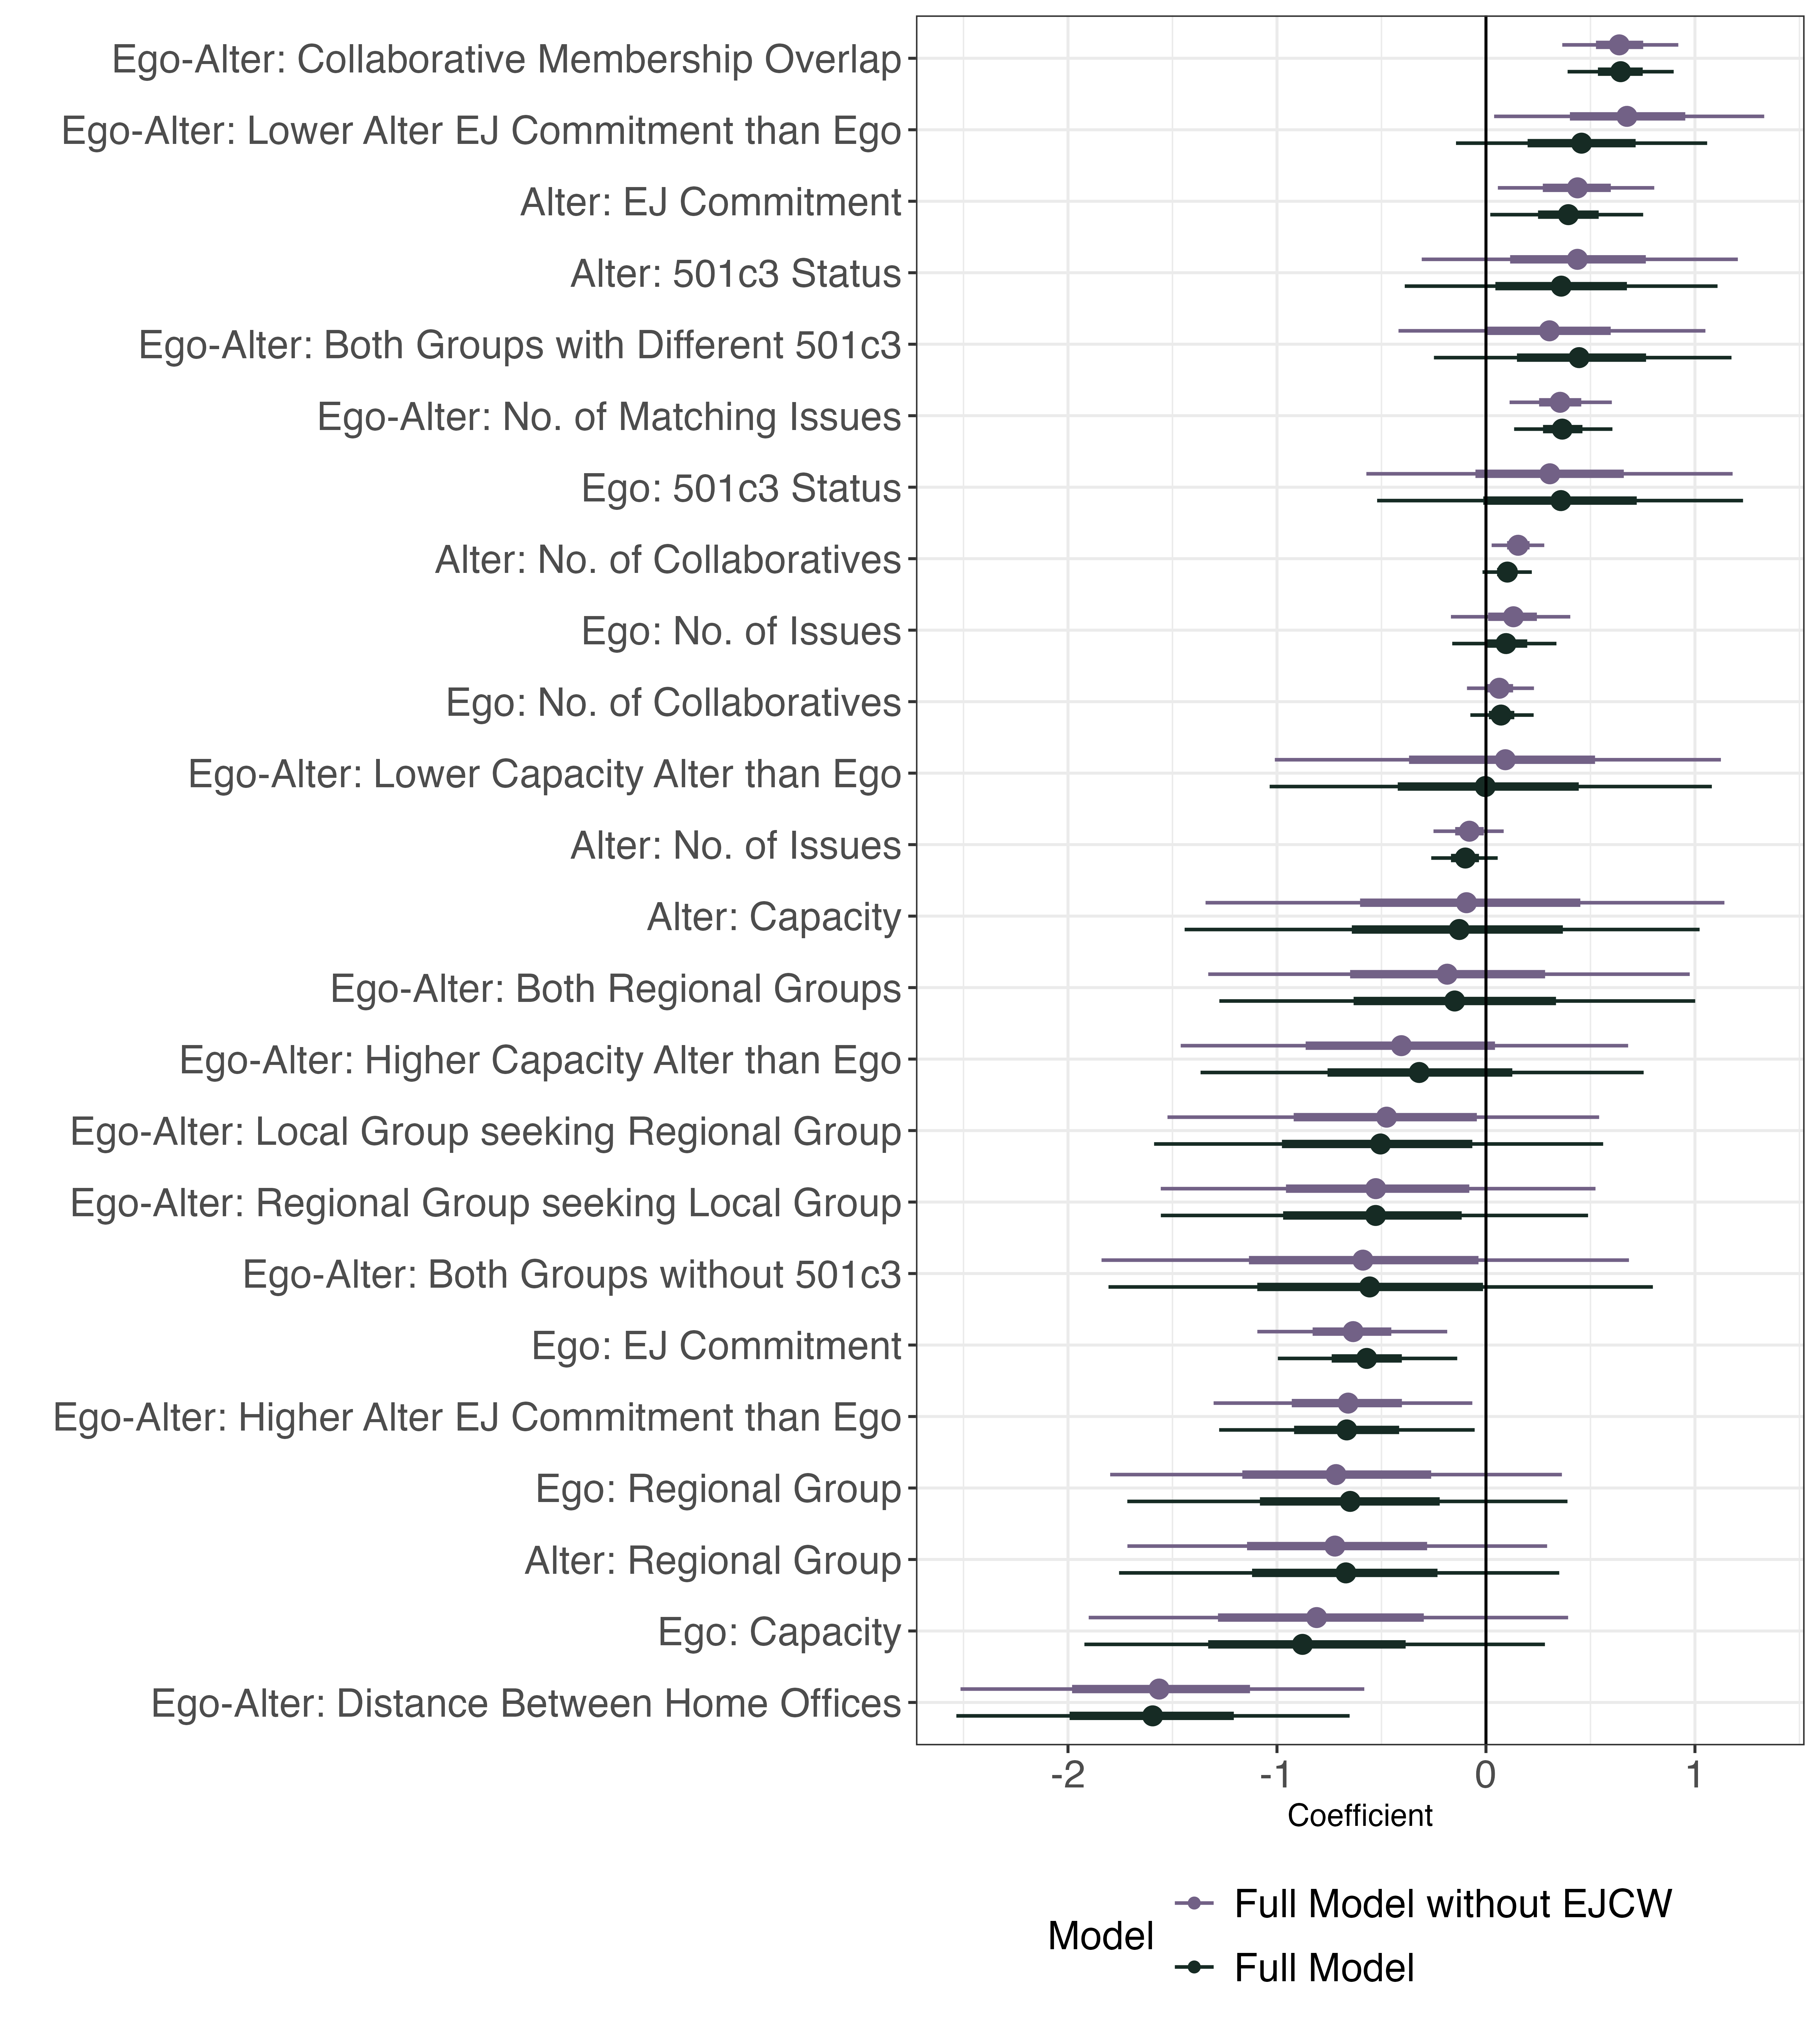 Ego-Alter: Collaborative Membership Overlap
Ego-Alter: Lower Alter EJ Commitment than Ego
Alter: EJ Commitment
Alter: 501c3 Status
Ego-Alter: Both Groups with Different 501c3
Ego-Alter: No. of Matching Issues
Ego: 501c3 Status
Alter: No. of Collaboratives
Ego: No. of Issues
Ego: No. of Collaboratives
Ego-Alter: Lower Capacity Alter than Ego
Alter: No. of Issues
Alter: Capacity
Ego-Alter: Both Regional Groups
Ego-Alter: Higher Capacity Alter than Ego
Ego-Alter: Local Group seeking Regional Group
Ego-Alter: Regional Group seeking Local Group
Ego-Alter: Both Groups without 501c3
Ego: EJ Commitment
Ego-Alter: Higher Alter EJ Commitment than Ego
Ego: Regional Group
Alter: Regional Group
Ego: Capacity
Ego-Alter: Distance Between Home Offices
-2 -1 0 1
Coefficient
Model
Full Model without EJCW
Full Model